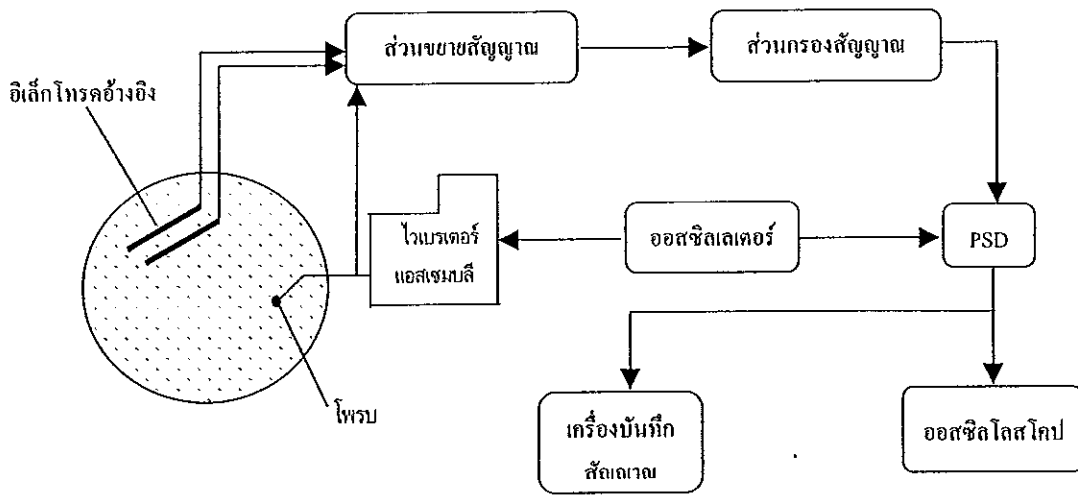 ส่วนขยายสัญญาณ
ส่วนกรองสัญญาณ
อิเล็กโทรดอ้างอิง
ไวเบรเตอร์
แอสเซมบลี
ออสซิลเลเตอร์
PSD
โพรบ
เครื่องบันทึก
สัญญาณ
ออสซิลโลสโคป